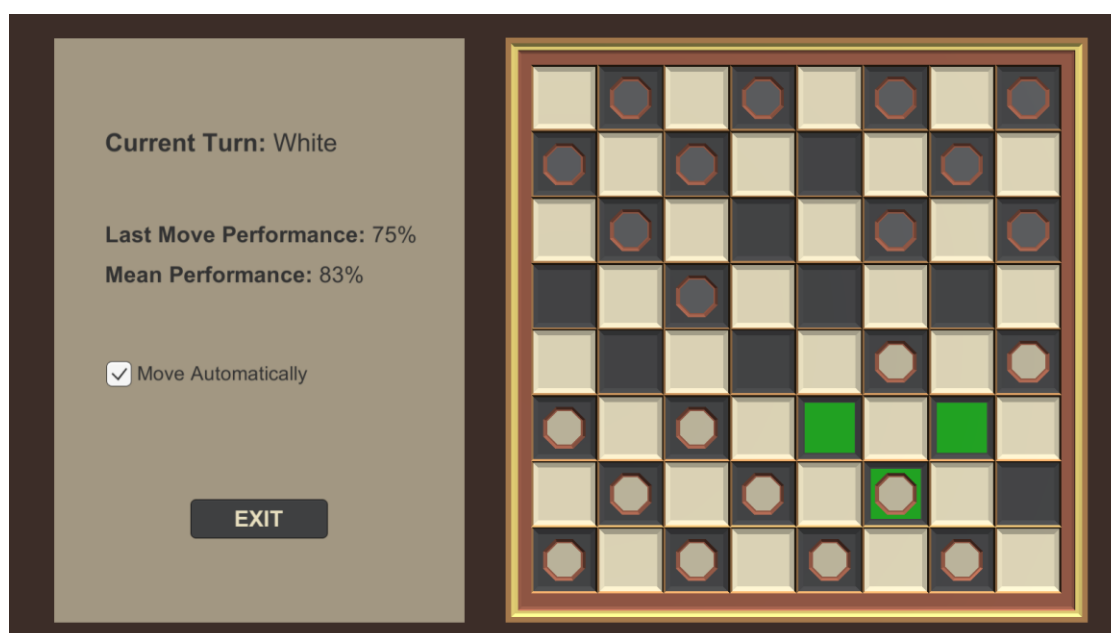 Current Turn: White
Last Move Performance: 75%
Mean Performance: 83%
Move Automatically
EXIT